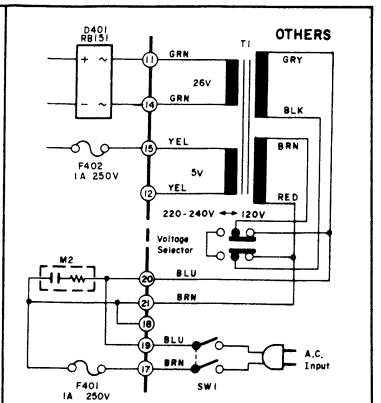 OTHERS
D401
RB151
T1
+ ~
- ~
11 GRN
GRY
26V
14 GRN
BLK
15 YEL
BRN
F402
1A 250V
5V
12 YEL
RED
220-240V ↔ 120V
Voltage
Selector
M2
20 BLU
21 BRN
18
19 BLU
17 BRN
A.C.
Input
F401
1A 250V
SW1